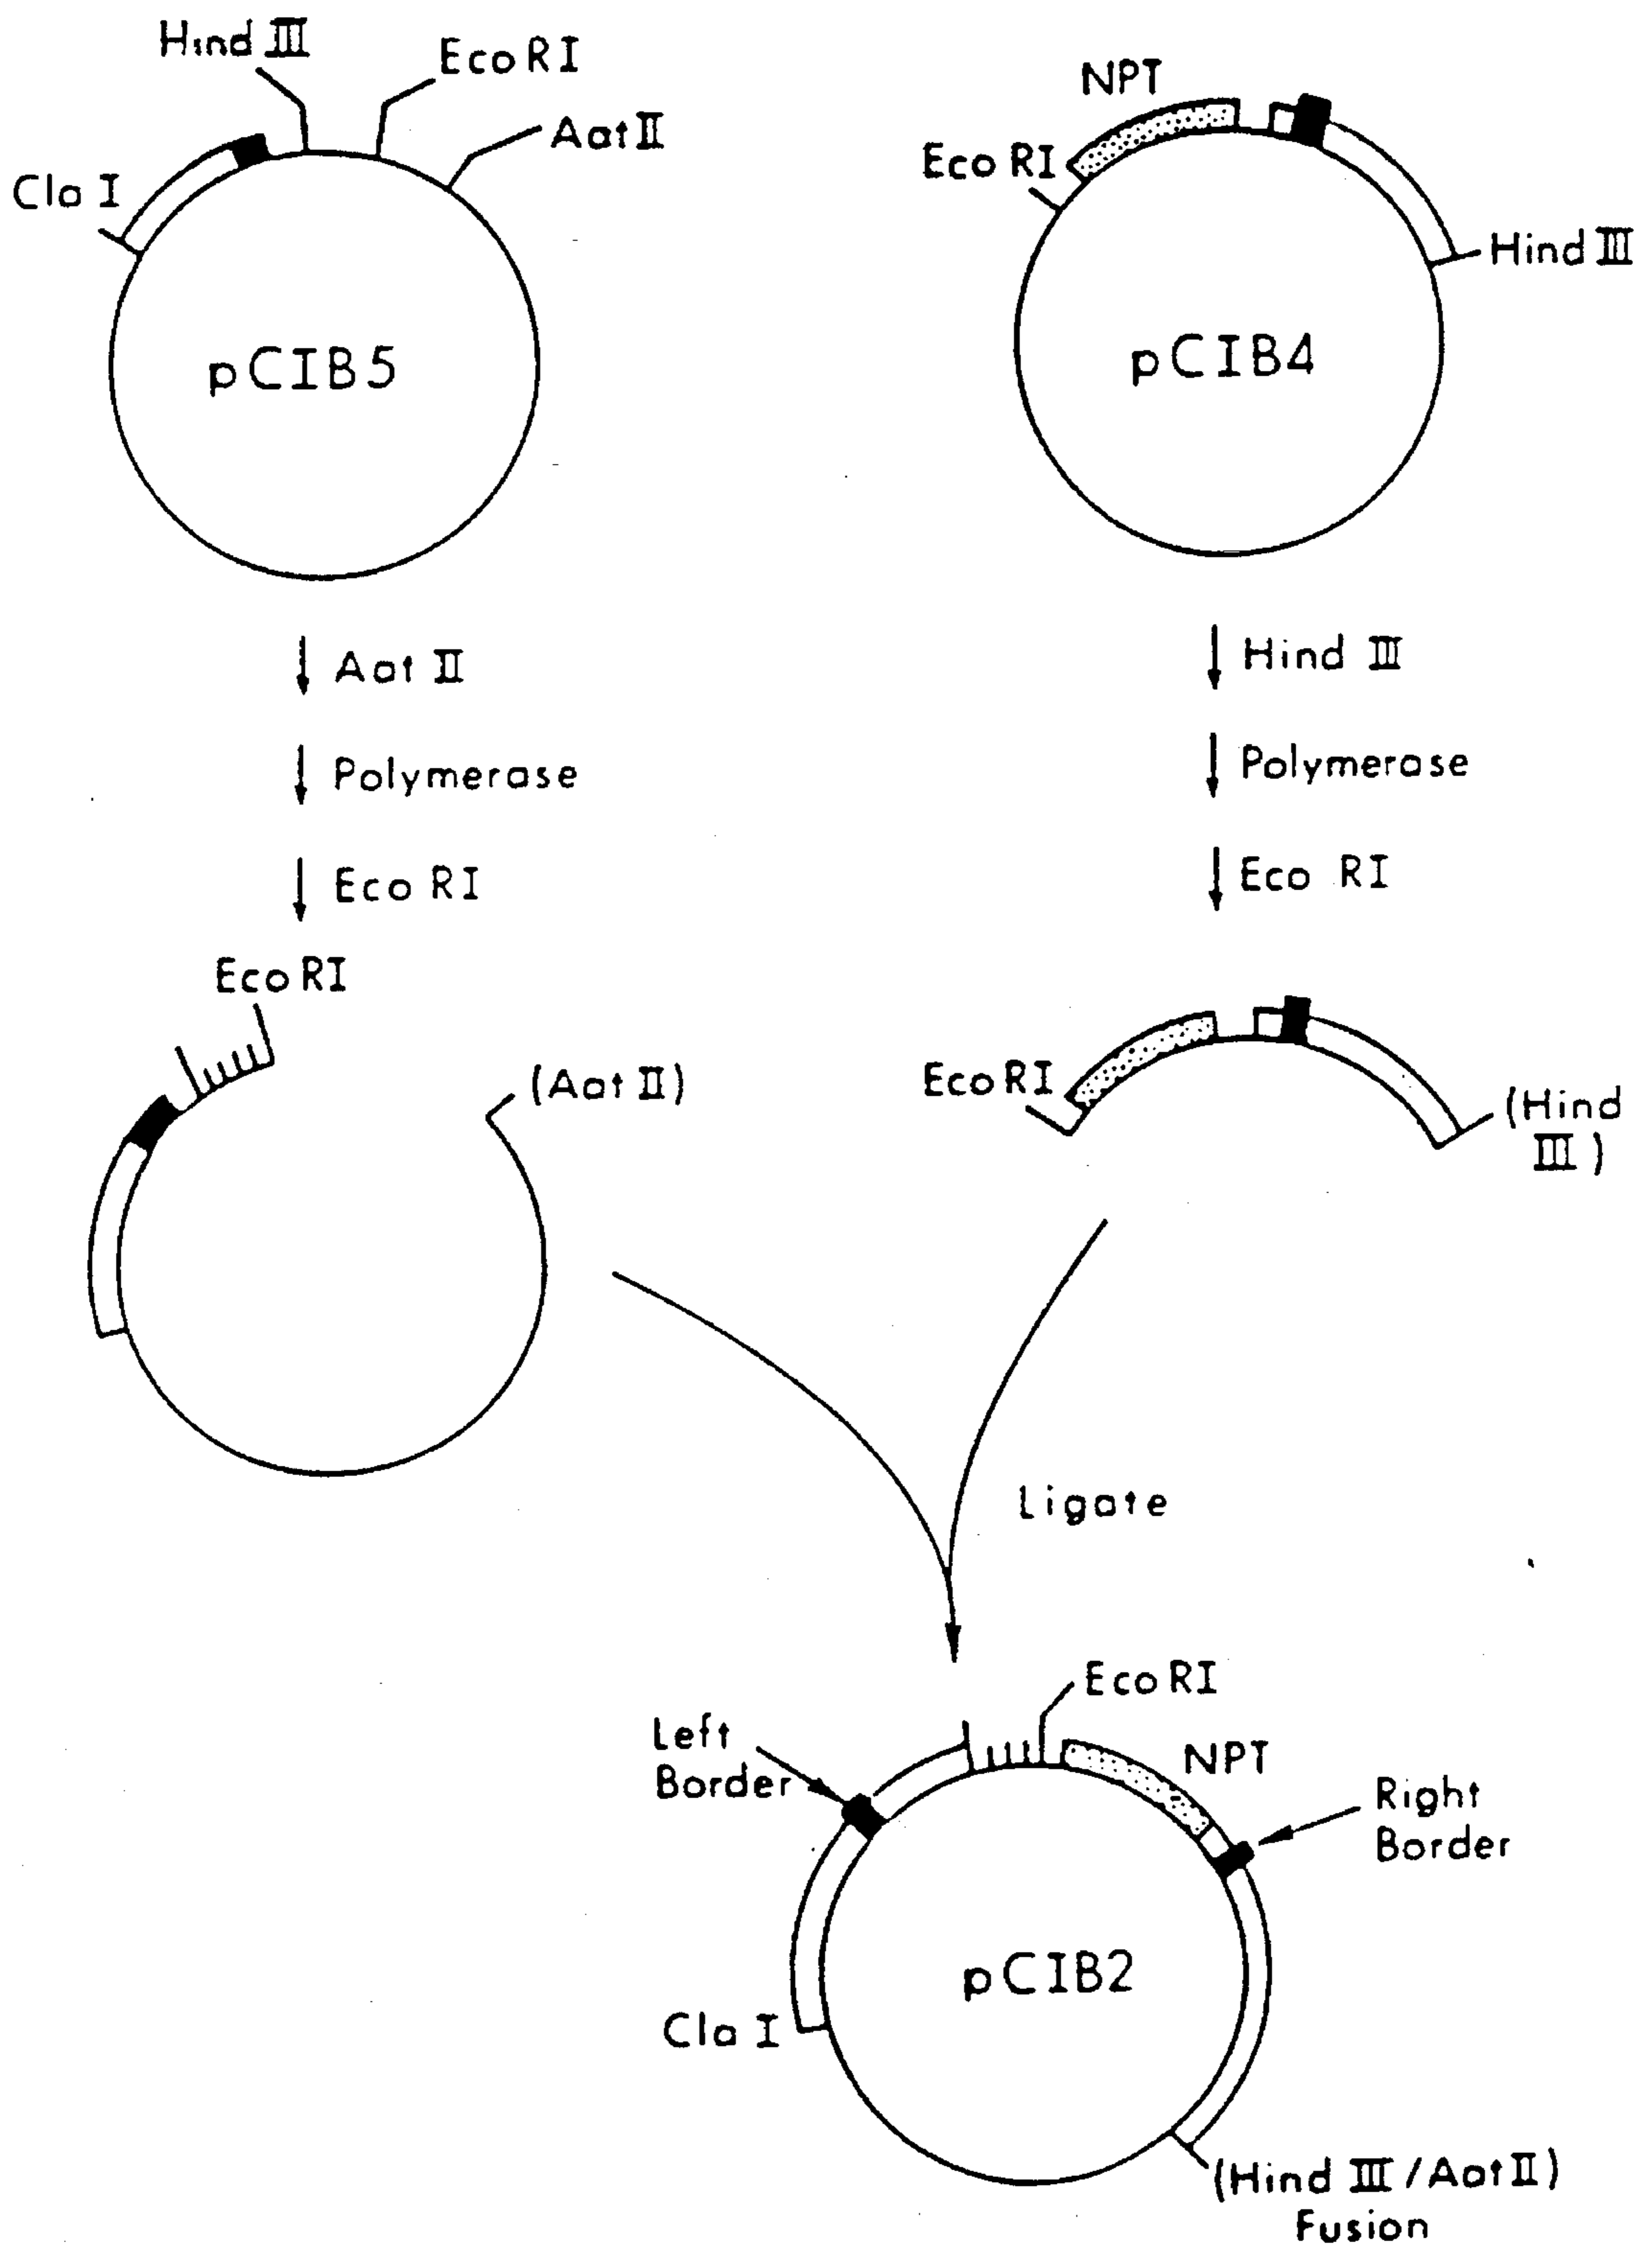 Hind III
Eco RI
Aat II
Cla I
pCIB5
NPT
Eco RI
Hind III
pCIB4
Aat II
Polymerase
Eco RI
Hind III
Polymerase
Eco RI
Eco RI
(Aat II)
Eco RI
(Hind
III)
Ligate
Eco RI
Left
Border
NPT
Right
Border
pCIB2
Cla I
(Hind III / Aat II)
Fusion